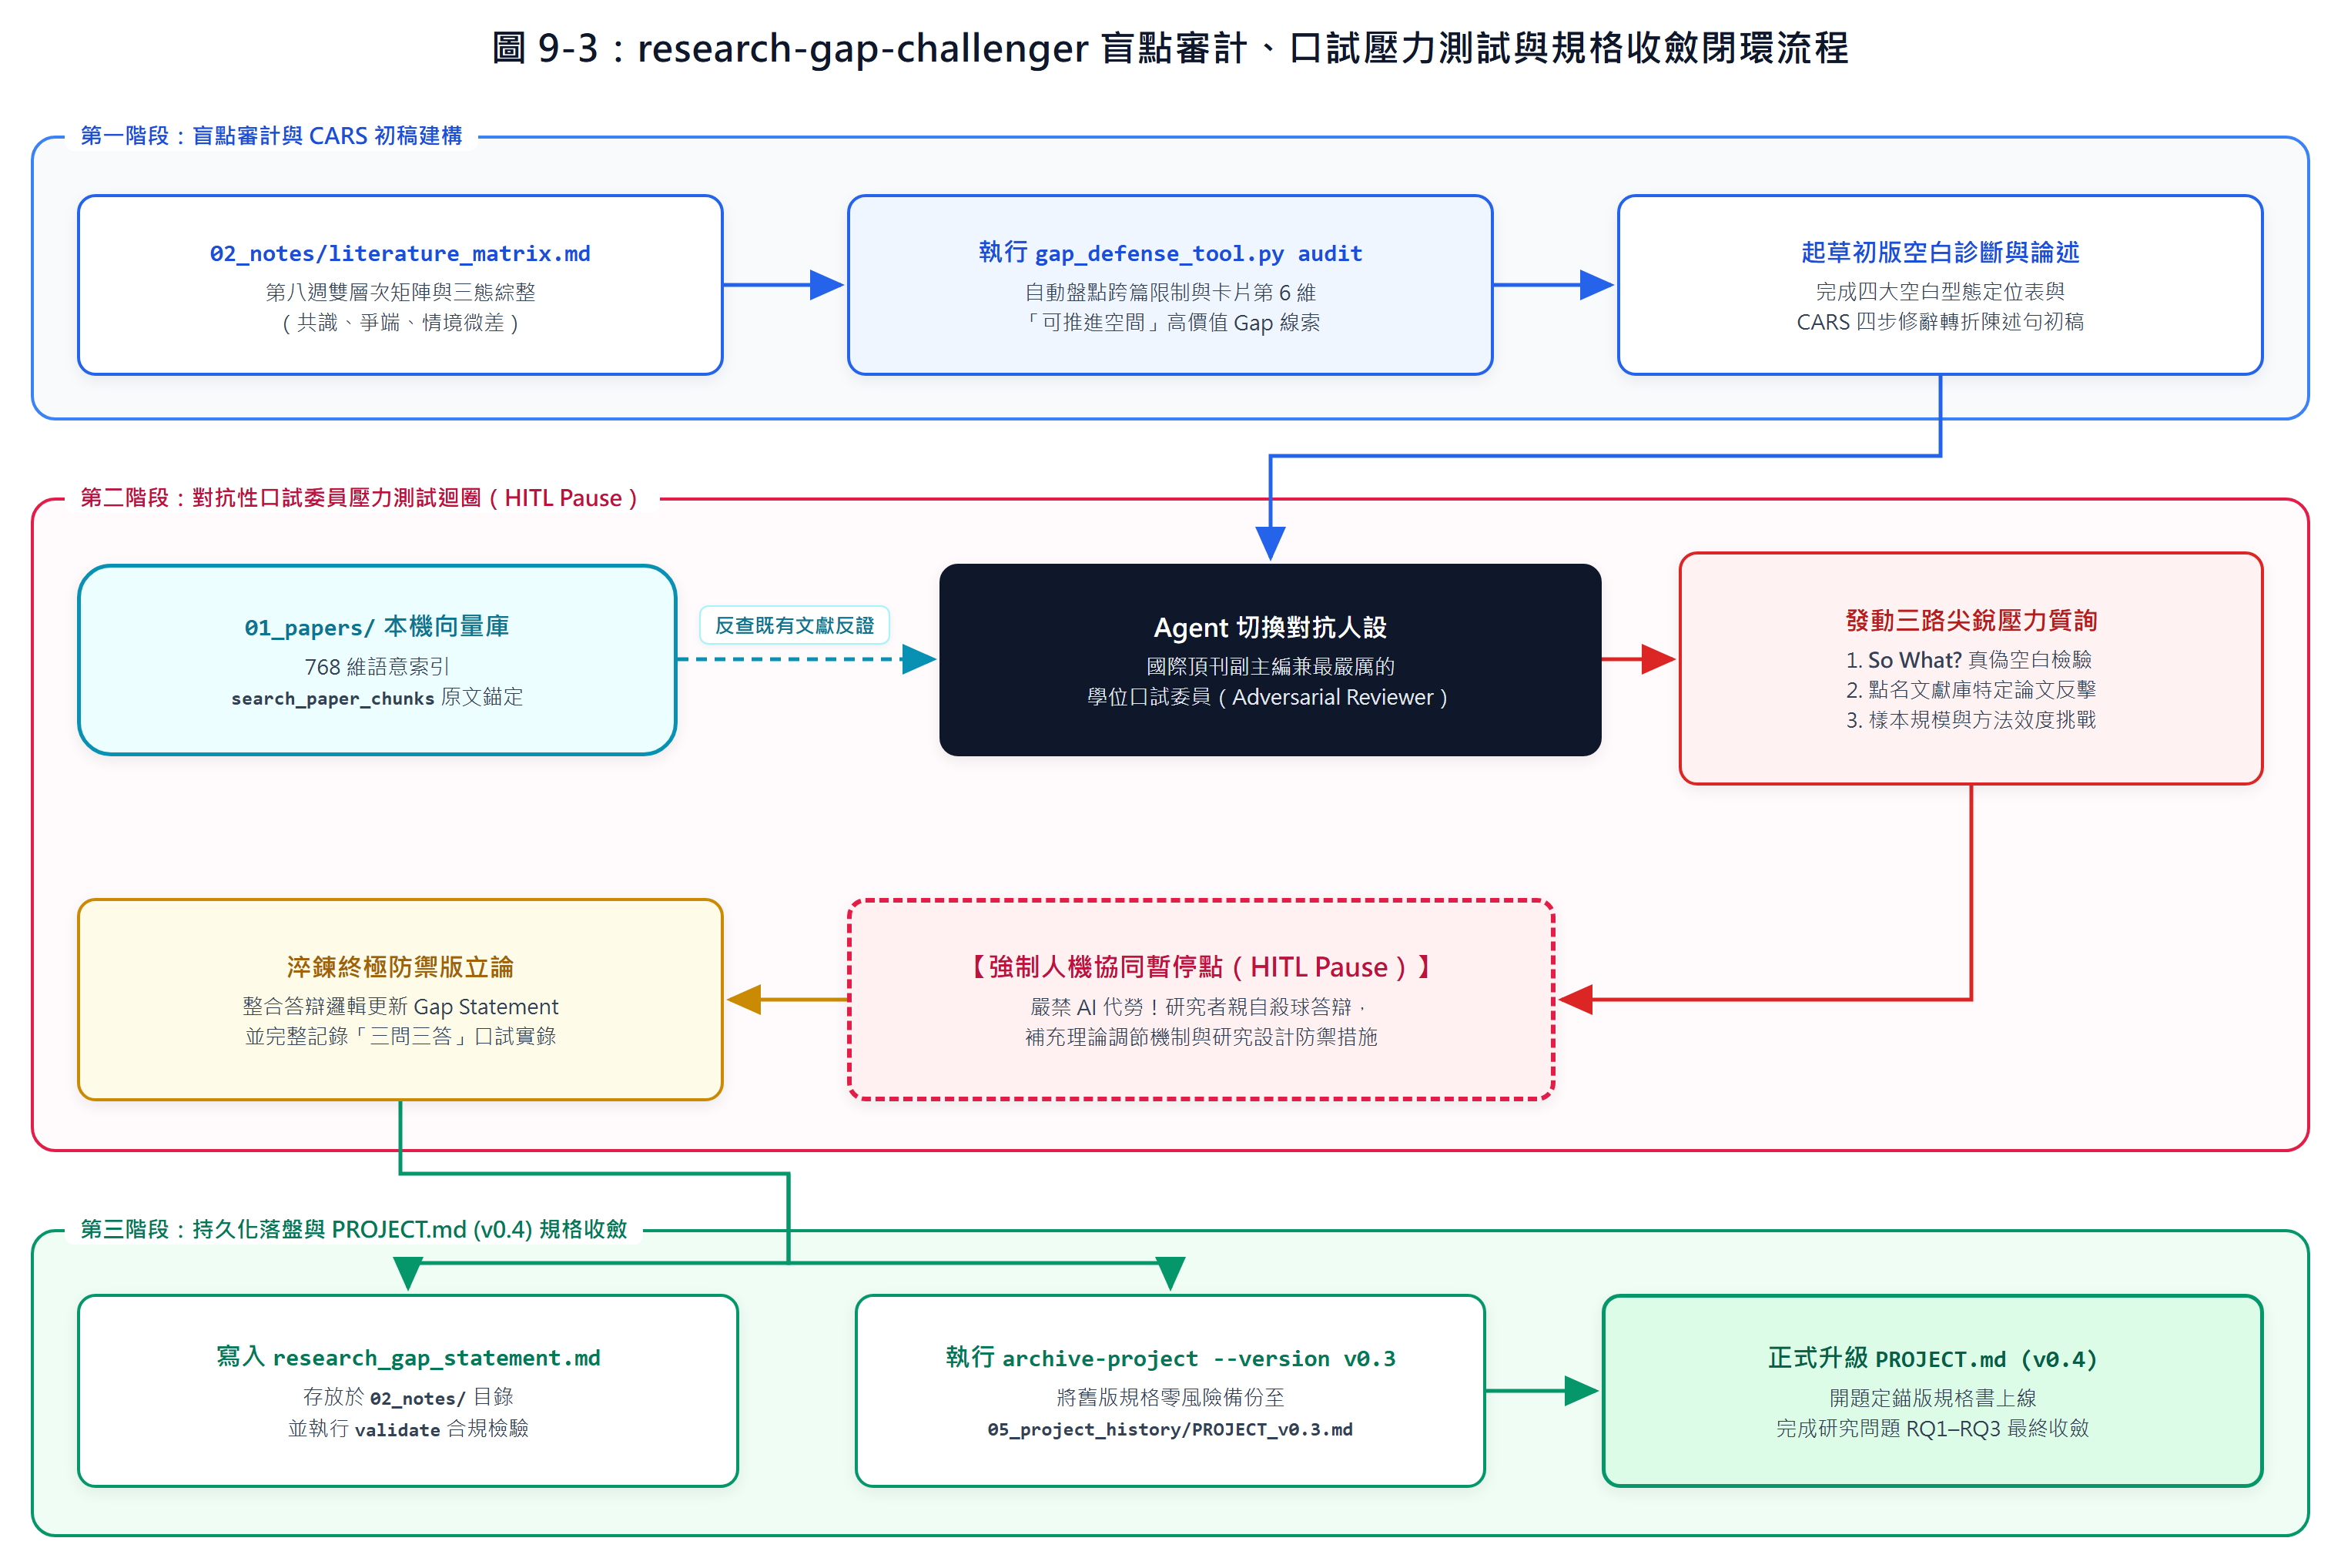 圖 9-3：research-gap-challenger 盲點審計、口試壓力測試與規格收斂閉環流程
第一階段：盲點審計與 CARS 初稿建構
02_notes/literature_matrix.md
第八週雙層次矩陣與三態綜整
（共識、爭端、情境微差）
執行 gap_defense_tool.py audit
自動盤點跨篇限制與卡片第 6 維
「可推進空間」高價值 Gap 線索
起草初版空白診斷與論述
完成四大空白型態定位表與
CARS 四步修辭轉折陳述句初稿
第二階段：對抗性口試委員壓力測試迴圈（HITL Pause）
01_papers/ 本機向量庫
768 維語意索引
search_paper_chunks 原文錨定
反查既有文獻反證
Agent 切換對抗人設
國際頂刊副主編兼最嚴厲的
學位口試委員（Adversarial Reviewer）
發動三路尖銳壓力質詢
1. So What? 真偽空白檢驗
2. 點名文獻庫特定論文反擊
3. 樣本規模與方法效度挑戰
淬鍊終極防禦版立論
整合答辯邏輯更新 Gap Statement
並完整記錄「三問三答」口試實錄
【強制人機協同暫停點（HITL Pause）】
嚴禁 AI 代勞！研究者親自殺球答辯，
補充理論調節機制與研究設計防禦措施
第三階段：持久化落盤與 PROJECT.md (v0.4) 規格收斂
寫入 research_gap_statement.md
存放於 02_notes/ 目錄
並執行 validate 合規檢驗
執行 archive-project --version v0.3
將舊版規格零風險備份至
05_project_history/PROJECT_v0.3.md
正式升級 PROJECT.md (v0.4)
開題定錨版規格書上線
完成研究問題 RQ1–RQ3 最終收斂